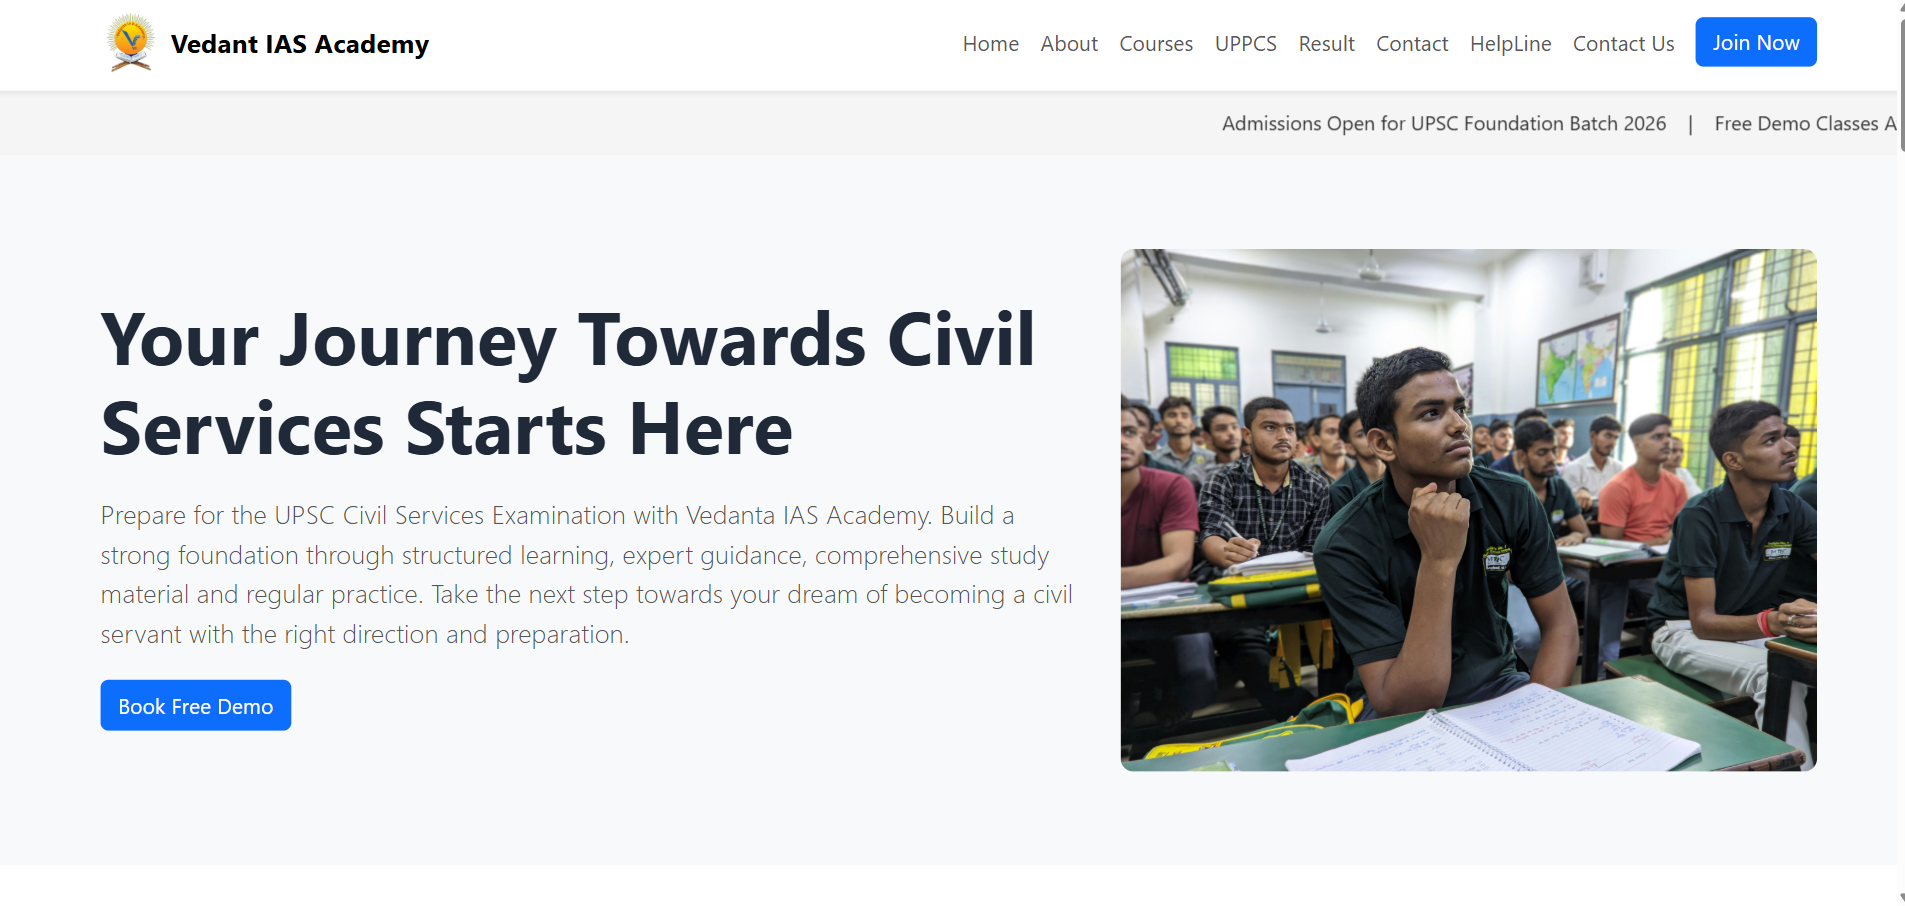 Vedant IAS Academy
Home About Courses UPPCS Result Contact HelpLine Contact Us Join Now
Admissions Open for UPSC Foundation Batch 2026 | Free Demo Classes A
Your Journey Towards Civil
Services Starts Here
Prepare for the UPSC Civil Services Examination with Vedanta IAS Academy. Build a
strong foundation through structured learning, expert guidance, comprehensive study
material and regular practice. Take the next step towards your dream of becoming a civil
servant with the right direction and preparation.
Book Free Demo